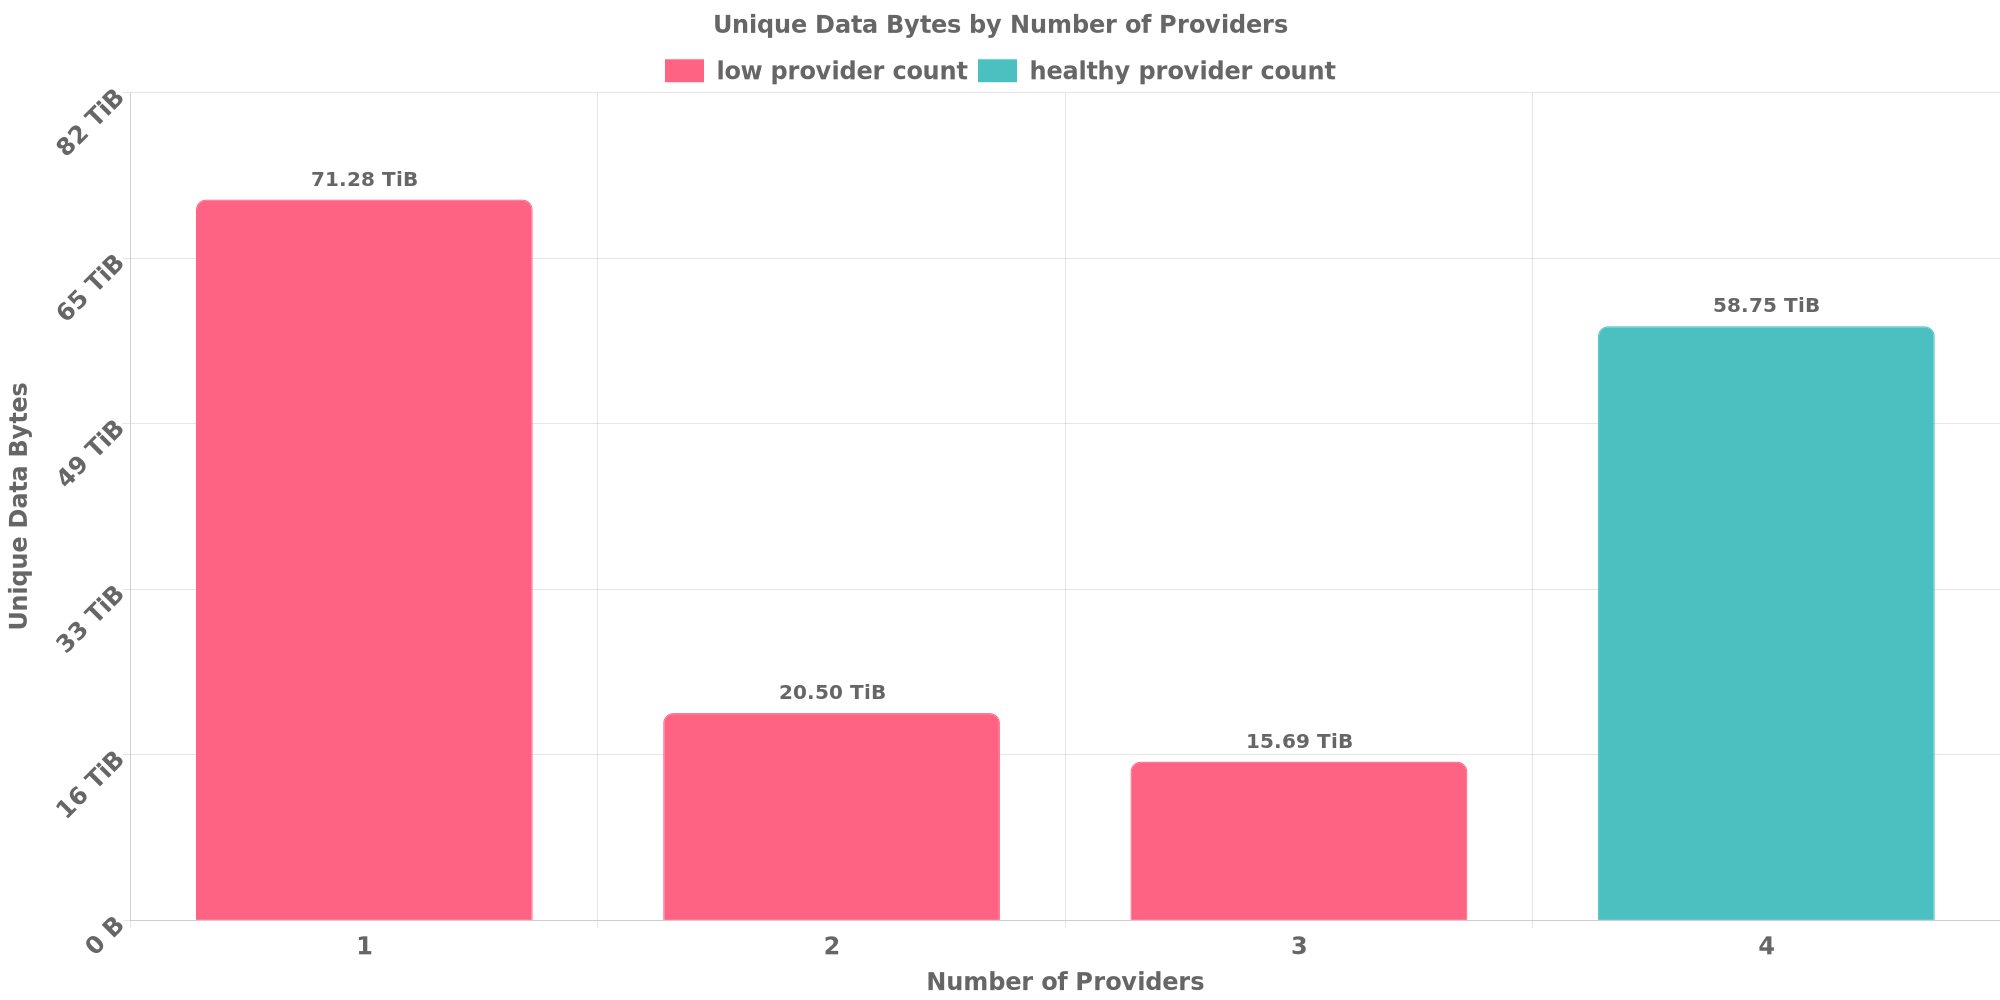 Unique Data Bytes by Number of Providers
low provider count healthy provider count
82 TiB
65 TiB
49 TiB
33 TiB
16 TiB
0 B
Unique Data Bytes
71.28 TiB
20.50 TiB
15.69 TiB
58.75 TiB
1 2 3 4
Number of Providers